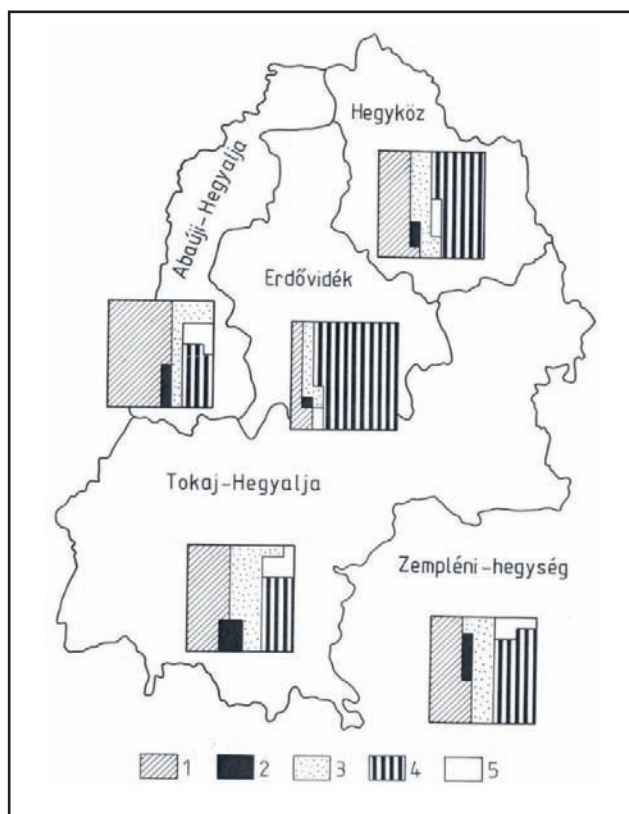 Hegyköz
Abaúji-Hegyalja
Erdővidék
Tokaj-Hegyalja
Zempléni-hegység
1 2 3 4 5